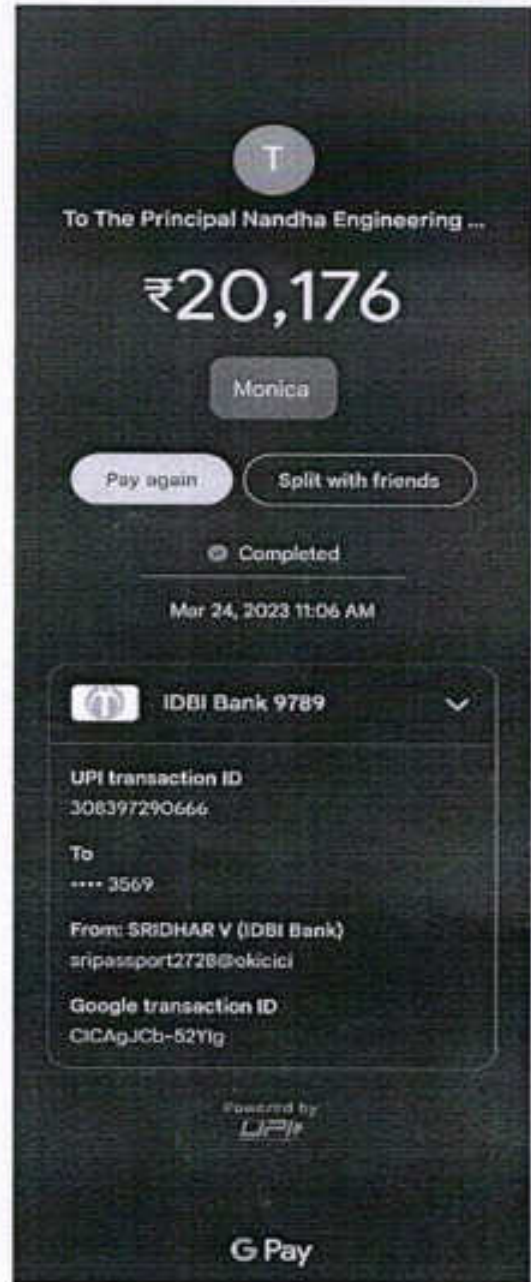 T
To The Principal Nandha Engineering ...
₹20,176
Monica
Pay again
Split with friends
Completed
Mar 24, 2023 11:06 AM
IDBI Bank 9789
UPI transaction ID
308397290666
To
•••• 3569
From: SRIDHAR V (IDBI Bank)
sripassport2728@okicici
Google transaction ID
CICAgJCb-52YIg
Powered by
UPI
G Pay